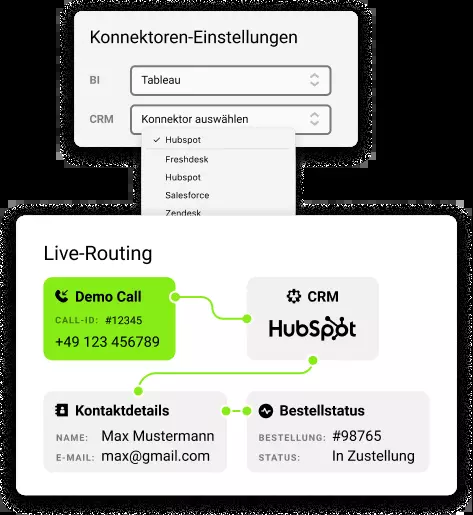 Konnektoren-Einstellungen
BI Tableau
CRM Konnektor auswählen
Hubspot
Freshdesk
Hubspot
Salesforce
Zendesk
Live-Routing
Demo Call
CALL-ID: #12345
+49 123 456789
CRM
HubSpot
Kontaktdetails
NAME: Max Mustermann
E-MAIL: max@gmail.com
Bestellstatus
BESTELLUNG: #98765
STATUS: In Zustellung